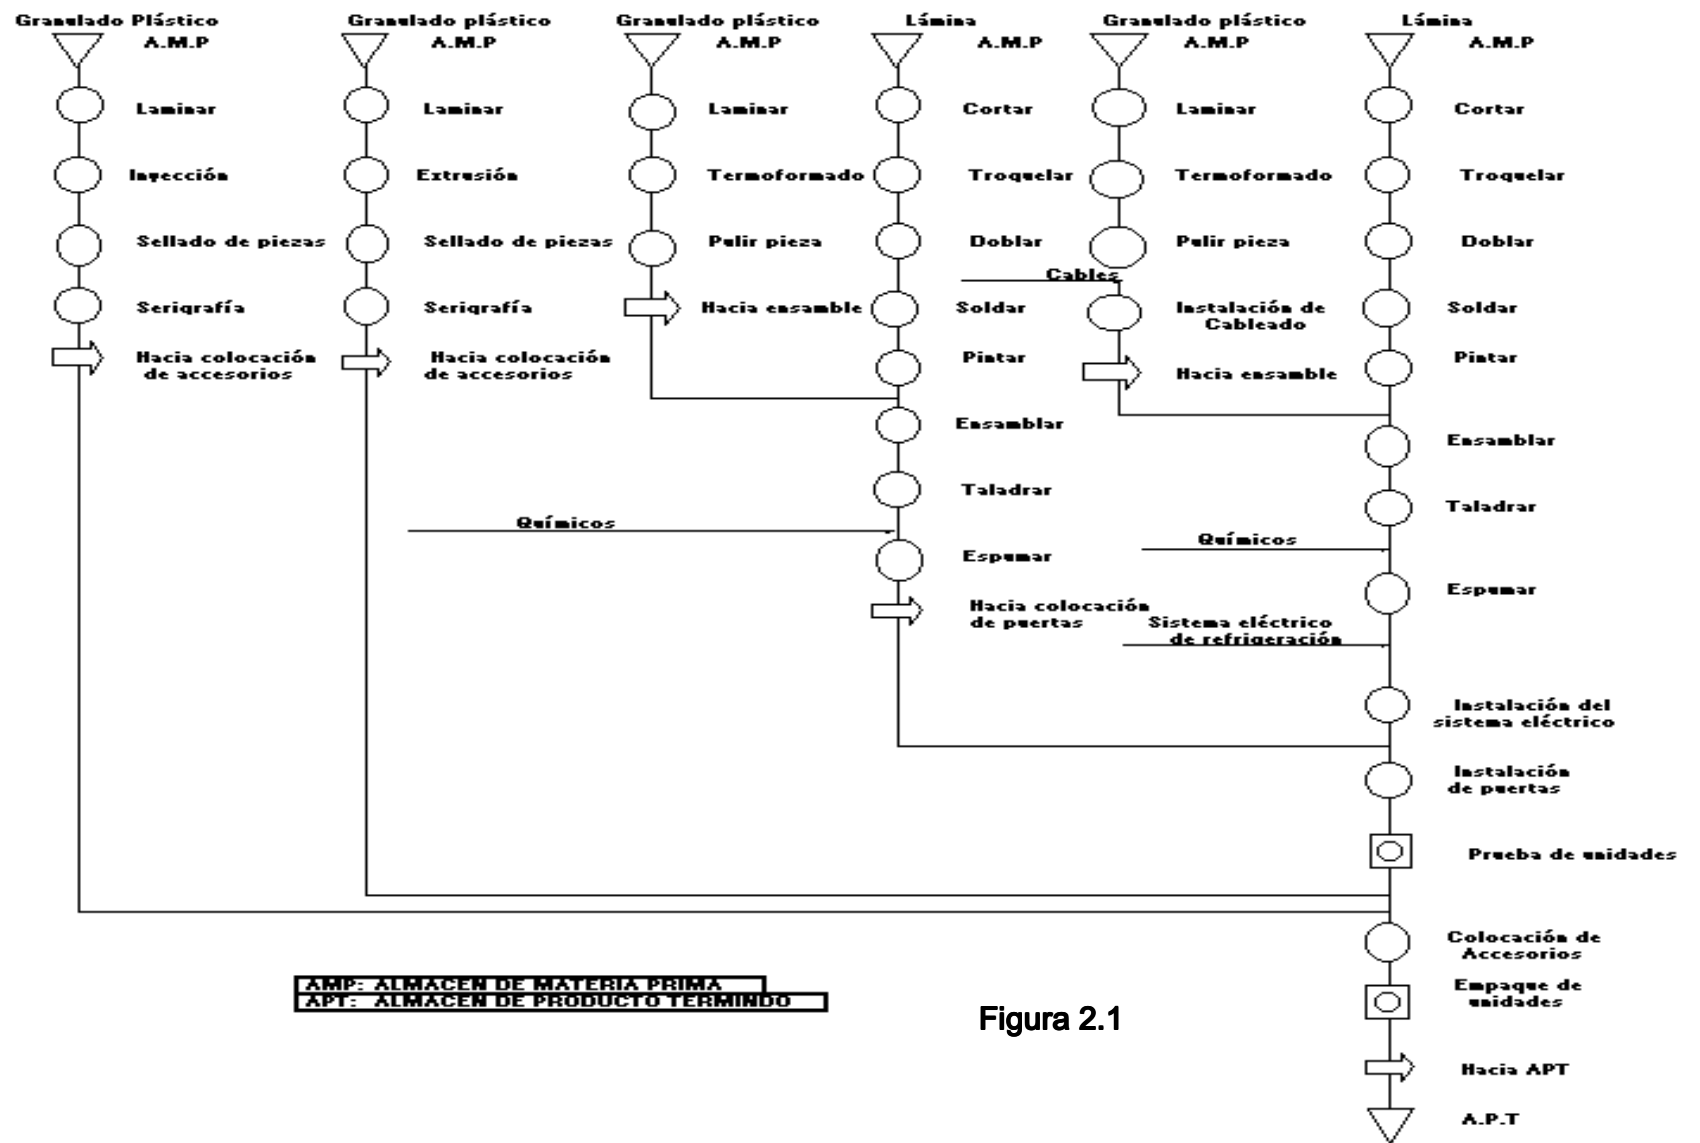 Granulado Plástico
A.M.P
Laminar
Inyección
Sellado de piezas
Serigrafía
Hacia colocación
de accesorios
Granulado plástico
A.M.P
Laminar
Extrusión
Sellado de piezas
Serigrafía
Hacia colocación
de accesorios
Granulado plástico
A.M.P
Laminar
Termoformado
Pulir pieza
Hacia ensamble
Lámina
A.M.P
Cortar
Troquelar
Doblar
Soldar
Pintar
Ensamblar
Taladrar
Químicos
Espumar
Hacia colocación
de puertas
Granulado plástico
A.M.P
Laminar
Termoformado
Pulir pieza
Cables
Instalación de
Cableado
Hacia ensamble
Lámina
A.M.P
Cortar
Troquelar
Doblar
Soldar
Pintar
Ensamblar
Taladrar
Químicos
Espumar
Sistema eléctrico
de refrigeración
Instalación del
sistema eléctrico
Instalación
de puertas
Prueba de unidades
Colocación de
Accesorios
Empaque de
unidades
Hacia APT
A.P.T
AMP: ALMACEN DE MATERIA PRIMA
APT: ALMACEN DE PRODUCTO TERMINDO
Figura 2.1